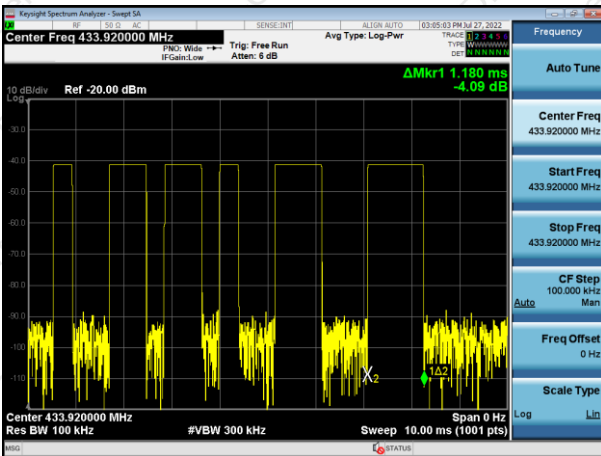 Keysight Spectrum Analyzer - Swept SA
RF 50 Ω AC SENSE:INT ALIGN AUTO 03:05:03 PM Jul 27, 2022
Center Freq 433.920000 MHz
PNO: Wide Trig: Free Run
IFGain:Low Atten: 6 dB
Avg Type: Log-Pwr
TRACE 1 2 3 4 5 6
TYPE WWWWWW
DET N N N N N N
ΔMkr1 1.180 ms
-4.09 dB
10 dB/div Ref -20.00 dBm
Log
-30.0
-40.0
-50.0
-60.0
-70.0
-80.0
-90.0
-100
-110
X2
1Δ2
Center 433.920000 MHz Span 0 Hz
Res BW 100 kHz #VBW 300 kHz Sweep 10.00 ms (1001 pts)
MSG STATUS
Frequency
Auto Tune
Center Freq
433.920000 MHz
Start Freq
433.920000 MHz
Stop Freq
433.920000 MHz
CF Step
100.000 kHz
Auto Man
Freq Offset
0 Hz
Scale Type
Log Lin